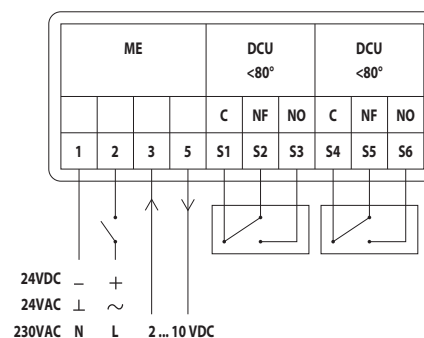 ME DCU DCU
<80° <80°
C NF NO C NF NO
1 2 3 5 S1 S2 S3 S4 S5 S6
24VDC – +
24VAC ⊥ ~
230VAC N L 2 ... 10 VDC